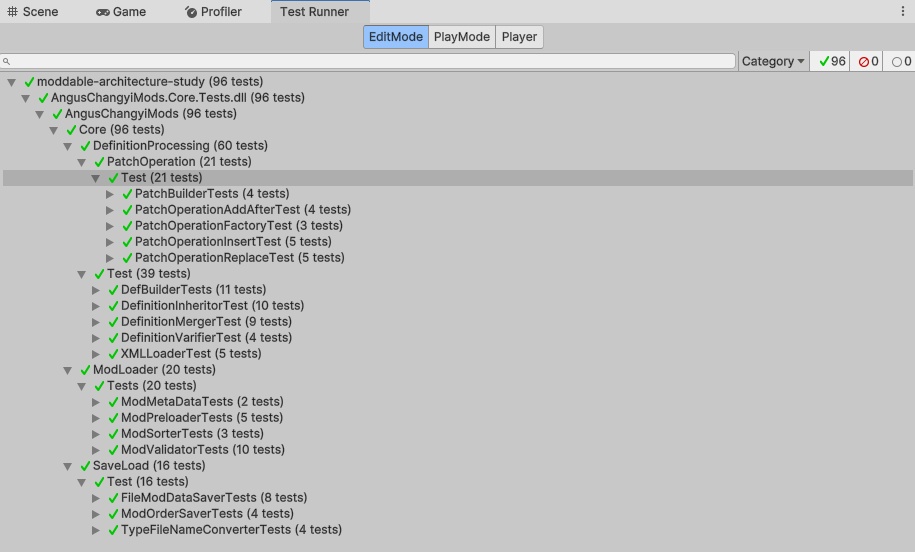 Scene Game Profiler Test Runner
EditMode PlayMode Player
Category 96 0 0
moddable-architecture-study (96 tests)
AngusChangyiMods.Core.Tests.dll (96 tests)
AngusChangyiMods (96 tests)
Core (96 tests)
DefinitionProcessing (60 tests)
PatchOperation (21 tests)
Test (21 tests)
PatchBuilderTests (4 tests)
PatchOperationAddAfterTest (4 tests)
PatchOperationFactoryTest (3 tests)
PatchOperationInsertTest (5 tests)
PatchOperationReplaceTest (5 tests)
Test (39 tests)
DefBuilderTests (11 tests)
DefinitionInheritorTest (10 tests)
DefinitionMergerTest (9 tests)
DefinitionVarifierTest (4 tests)
XMLLoaderTest (5 tests)
ModLoader (20 tests)
Tests (20 tests)
ModMetaDataTests (2 tests)
ModPreloaderTests (5 tests)
ModSorterTests (3 tests)
ModValidatorTests (10 tests)
SaveLoad (16 tests)
Test (16 tests)
FileModDataSaverTests (8 tests)
ModOrderSaverTests (4 tests)
TypeFileNameConverterTests (4 tests)